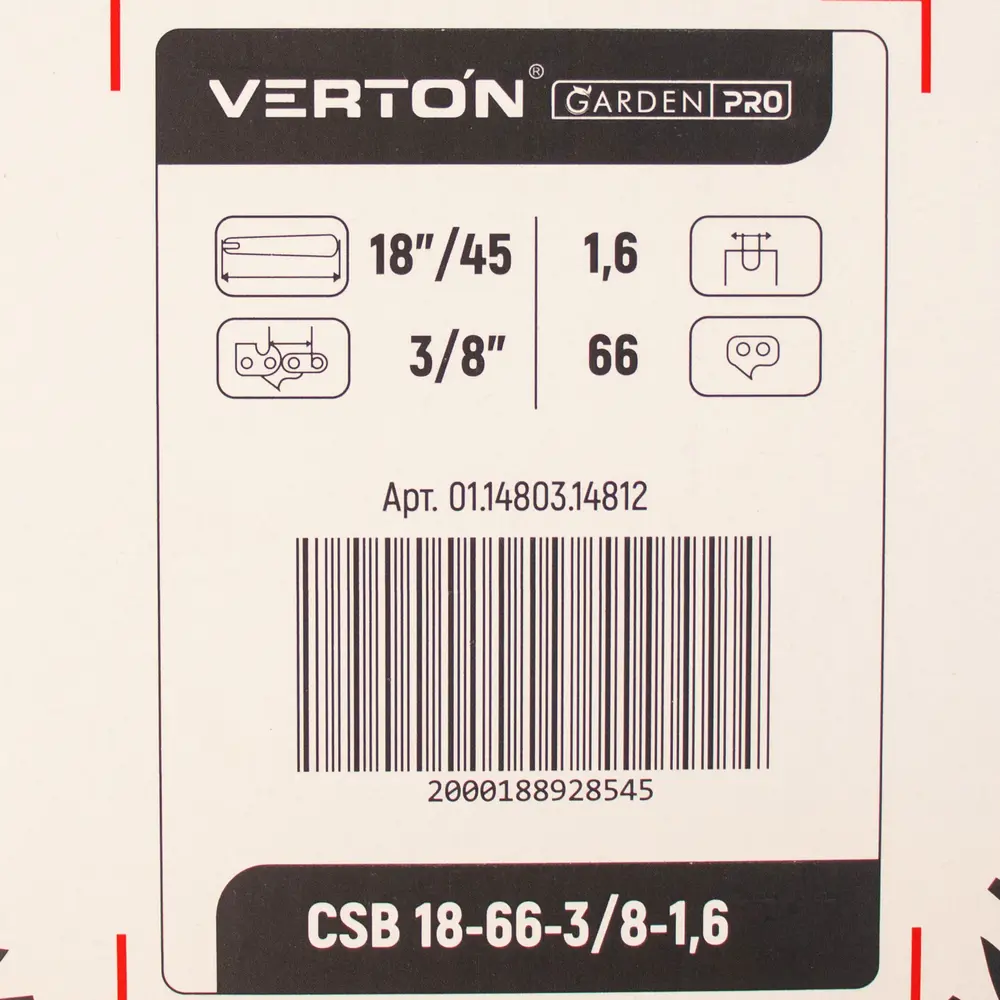 VERTÓN® GARDEN PRO
18"/45 1,6
3/8" 66
Арт. 01.14803.14812
2000188928545
CSB 18-66-3/8-1,6